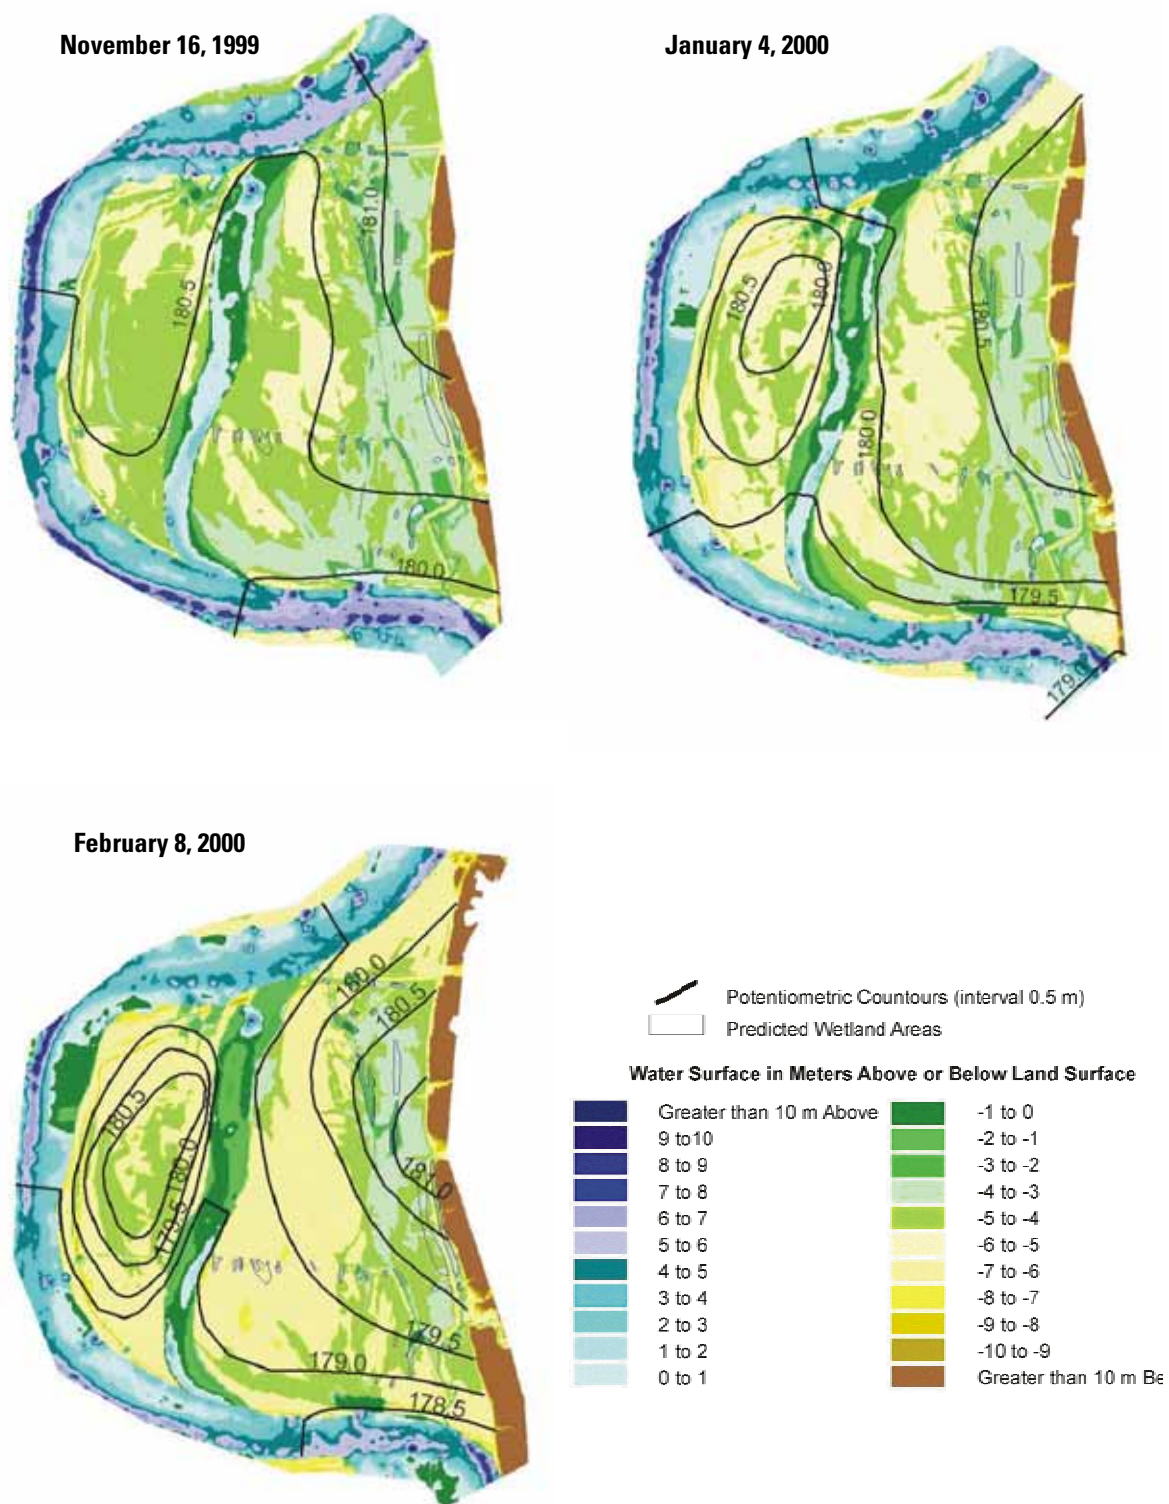 November 16, 1999
January 4, 2000
181.0
180.5
180.0
180.5
180.0
180.5
180.0
179.5
179.0
February 8, 2000
180.0
180.5
180.5
180.0
179.5
181.0
179.5
179.0
178.5
Potentiometric Countours (interval 0.5 m)
Predicted Wetland Areas
Water Surface in Meters Above or Below Land Surface
Greater than 10 m Above
9 to10
8 to 9
7 to 8
6 to 7
5 to 6
4 to 5
3 to 4
2 to 3
1 to 2
0 to 1
-1 to 0
-2 to -1
-3 to -2
-4 to -3
-5 to -4
-6 to -5
-7 to -6
-8 to -7
-9 to -8
-10 to -9
Greater than 10 m Be